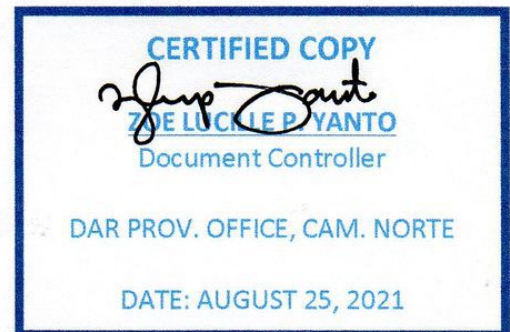 CERTIFIED COPY
ZOE LUCILLE P. YANTO
Document Controller
DAR PROV. OFFICE, CAM. NORTE
DATE: AUGUST 25, 2021